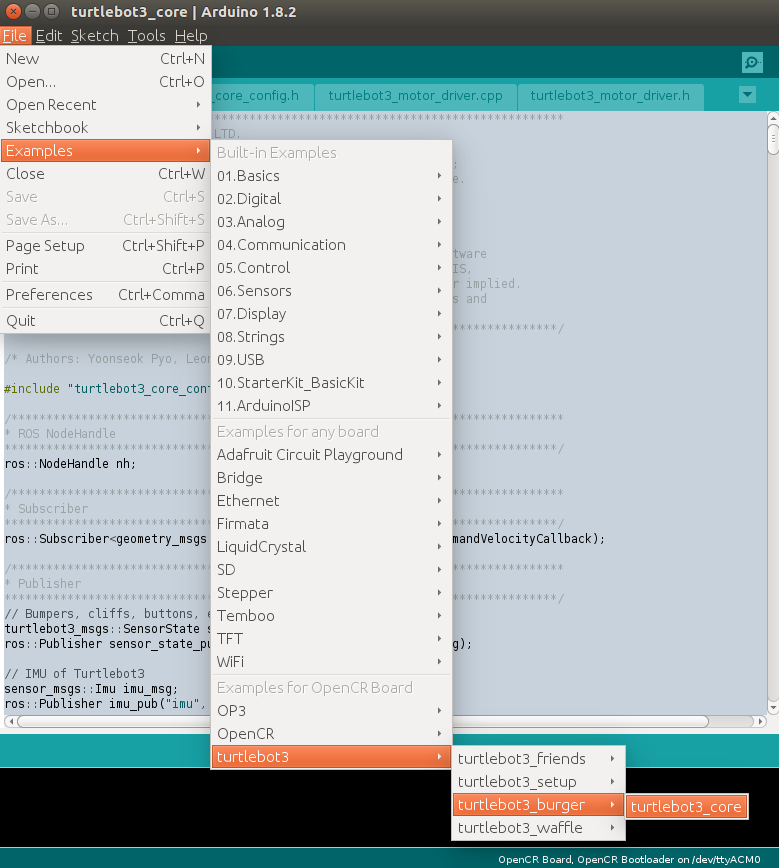 turtlebot3_core | Arduino 1.8.2
File Edit Sketch Tools Help
New Ctrl+N
Open... Ctrl+O
Open Recent
Sketchbook
Examples
Close Ctrl+W
Save Ctrl+S
Save As... Ctrl+Shift+S
Page Setup Ctrl+Shift+P
Print Ctrl+P
Preferences Ctrl+Comma
Quit Ctrl+Q
_core_config.h turtlebot3_motor_driver.cpp turtlebot3_motor_driver.h
Built-in Examples
01.Basics
02.Digital
03.Analog
04.Communication
05.Control
06.Sensors
07.Display
08.Strings
09.USB
10.StarterKit_BasicKit
11.ArduinoISP
Examples for any board
Adafruit Circuit Playground
Bridge
Ethernet
Firmata
LiquidCrystal
SD
Stepper
Temboo
TFT
WiFi
Examples for OpenCR Board
OP3
OpenCR
turtlebot3
turtlebot3_friends
turtlebot3_setup
turtlebot3_burger
turtlebot3_waffle
turtlebot3_core
LTD.
;
e.
tware
IS,
r implied.
s and
/* Authors: Yoonseok Pyo, Leon
#include "turtlebot3_core_con
* ROS NodeHandle
ros::NodeHandle nh;
* Subscriber
ros::Subscriber<geometry_msgs mandVelocityCallback);
* Publisher
// Bumpers, cliffs, buttons, e
turtlebot3_msgs::SensorState s
ros::Publisher sensor_state_pu g);
// IMU of Turtlebot3
sensor_msgs::Imu imu_msg;
ros::Publisher imu_pub("imu",
OpenCR Board, OpenCR Bootloader on /dev/ttyACM0